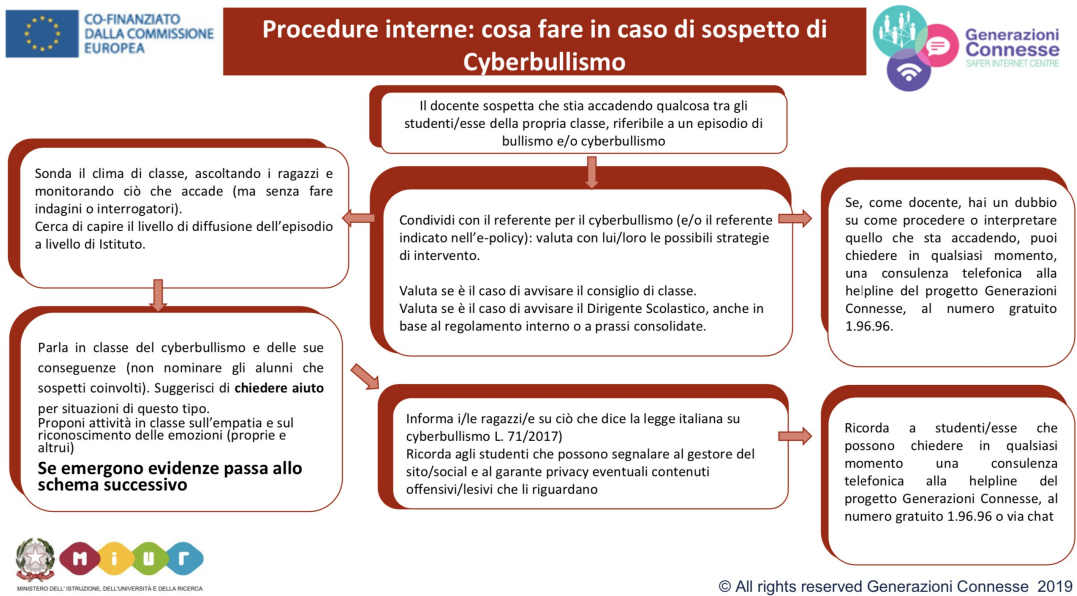 CO-FINANZIATO
DALLA COMMISSIONE
EUROPEA
Procedure interne: cosa fare in caso di sospetto di
Cyberbullismo
Generazioni
Connesse
SAFER INTERNET CENTRE
Il docente sospetta che stia accadendo qualcosa tra gli
studenti/esse della propria classe, riferibile a un episodio di
bullismo e/o cyberbullismo
Sonda il clima di classe, ascoltando i ragazzi e
monitorando ciò che accade (ma senza fare
indagini o interrogatori).
Cerca di capire il livello di diffusione dell'episodio
a livello di Istituto.
Condividi con il referente per il cyberbullismo (e/o il referente
indicato nell'e-policy): valuta con lui/loro le possibili strategie
di intervento.
Valuta se è il caso di avvisare il consiglio di classe.
Valuta se è il caso di avvisare il Dirigente Scolastico, anche in
base al regolamento interno o a prassi consolidate.
Se, come docente, hai un dubbio
su come procedere o interpretare
quello che sta accadendo, puoi
chiedere in qualsiasi momento,
una consulenza telefonica alla
helpline del progetto Generazioni
Connesse, al numero gratuito
1.96.96.
Parla in classe del cyberbullismo e delle sue
conseguenze (non nominare gli alunni che
sospetti coinvolti). Suggerisci di chiedere aiuto
per situazioni di questo tipo.
Proponi attività in classe sull'empatia e sul
riconoscimento delle emozioni (proprie e
altrui)
Se emergono evidenze passa allo
schema successivo
Informa i/le ragazzi/e su ciò che dice la legge italiana su
cyberbullismo L. 71/2017)
Ricorda agli studenti che possono segnalare al gestore del
sito/social e al garante privacy eventuali contenuti
offensivi/lesivi che li riguardano
Ricorda a studenti/esse che
possono chiedere in qualsiasi
momento una consulenza
telefonica alla helpline del
progetto Generazioni Connesse, al
numero gratuito 1.96.96 o via chat
M i U r
MINISTERO DELL' ISTRUZIONE, DELL'UNIVERSITÀ E DELLA RICERCA
© All rights reserved Generazioni Connesse 2019